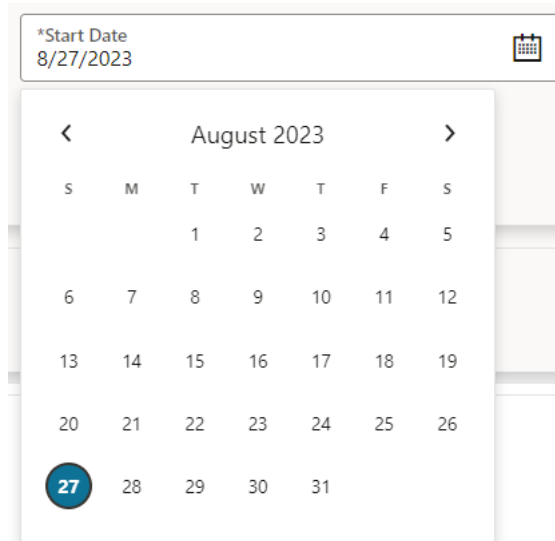 *Start Date
8/27/2023
August 2023
S M T W T F S
1 2 3 4 5
6 7 8 9 10 11 12
13 14 15 16 17 18 19
20 21 22 23 24 25 26
27 28 29 30 31